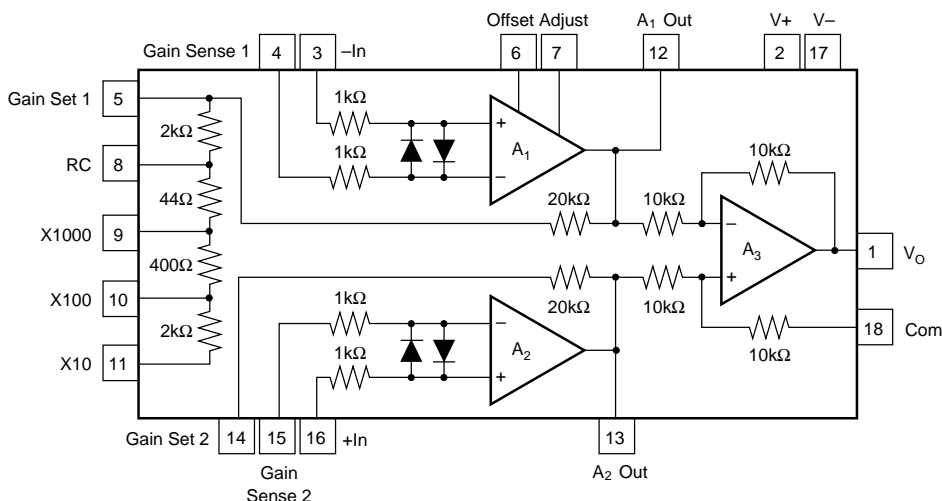 Offset Adjust
A1 Out
V+
V–
Gain Sense 1
4
3
–In
6
7
12
2
17
Gain Set 1
5
1kΩ
2kΩ
+
A1
–
1kΩ
10kΩ
RC
8
44Ω
20kΩ
10kΩ
–
A3
+
1
VO
X1000
9
400Ω
20kΩ
10kΩ
X100
10
1kΩ
–
A2
+
1kΩ
10kΩ
18
Com
2kΩ
X10
11
Gain Set 2
14
15
16
+In
13
Gain
Sense 2
A2 Out